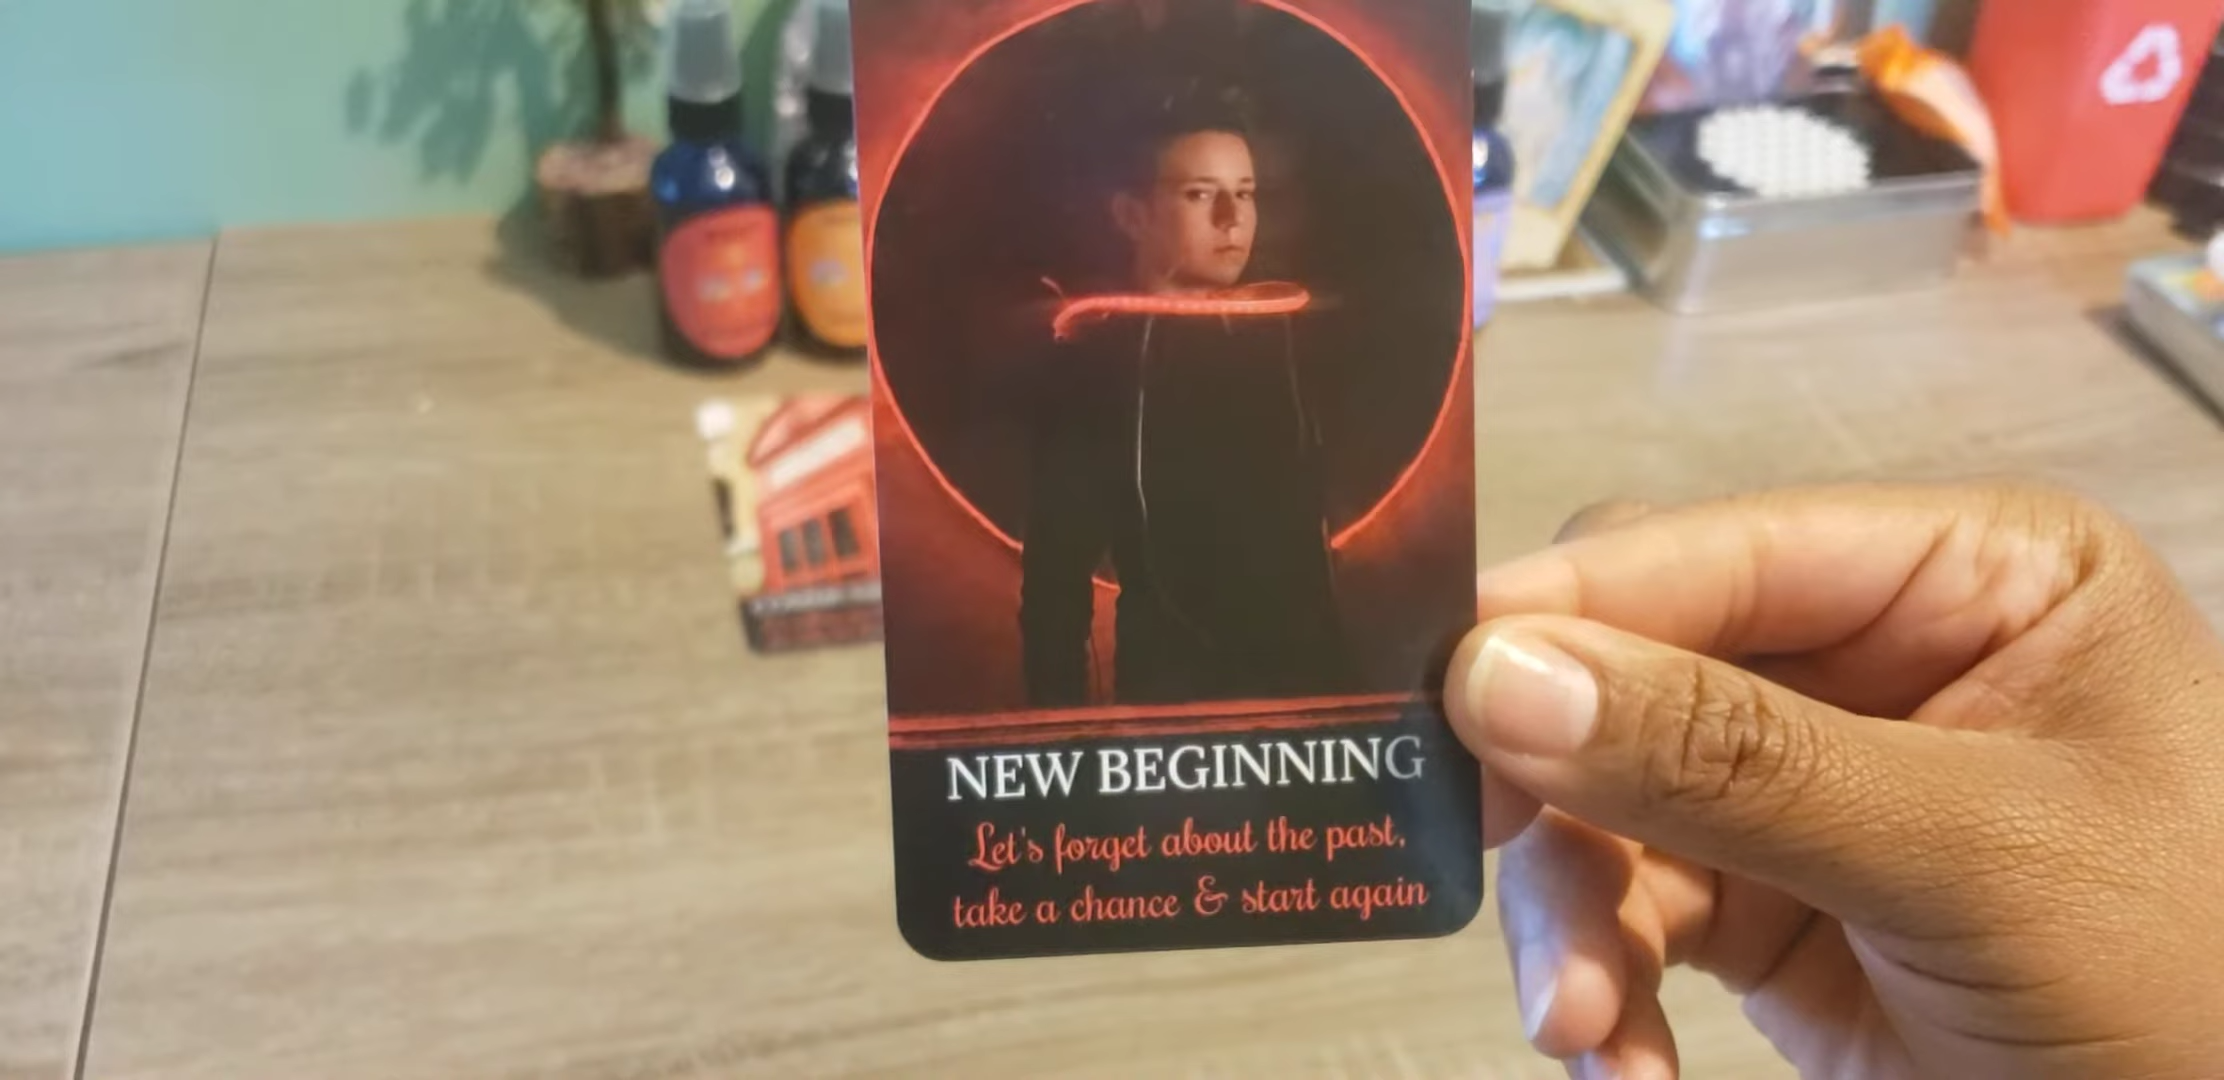 NEW BEGINNING
Let's forget about the past,
take a chance & start again